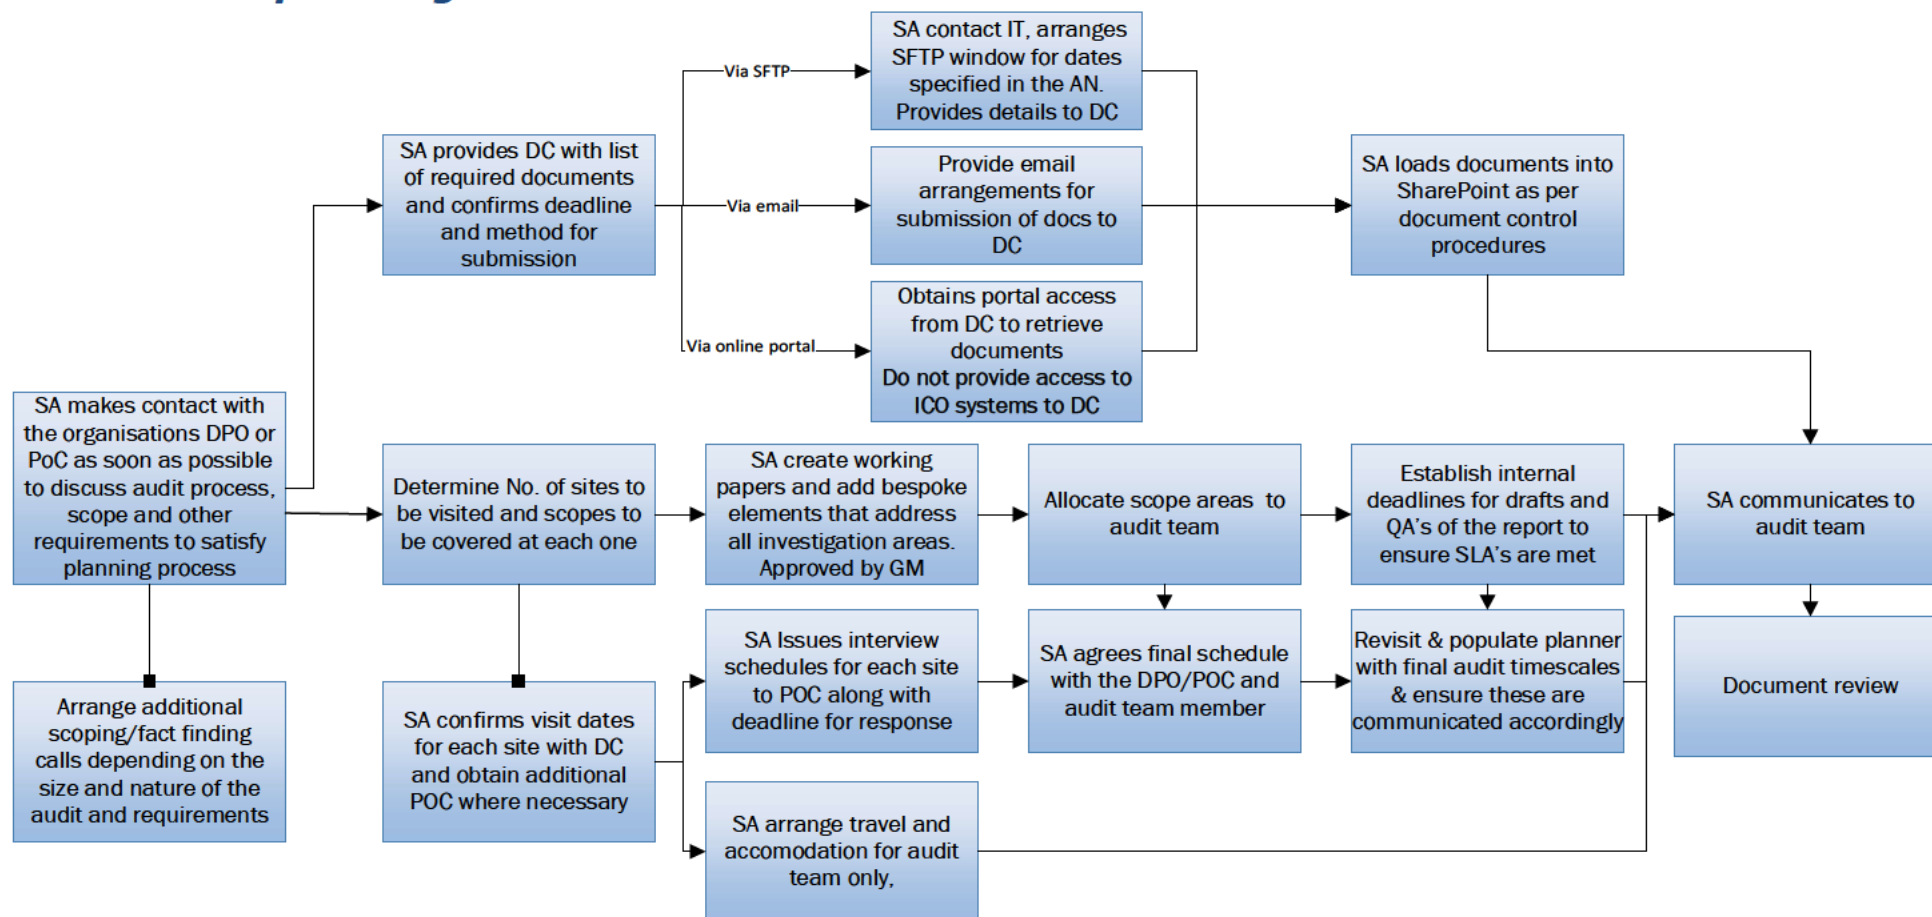 SA contact IT, arranges
SFTP window for dates
specified in the AN.
Provides details to DC
Via SFTP
SA provides DC with list
of required documents
and confirms deadline
and method for
submission
Via email
Provide email
arrangements for
submission of docs to
DC
SA loads documents into
SharePoint as per
document control
procedures
Via online portal
Obtains portal access
from DC to retrieve
documents
Do not provide access to
ICO systems to DC
SA makes contact with
the organisations DPO or
PoC as soon as possible
to discuss audit process,
scope and other
requirements to satisfy
planning process
Determine No. of sites to
be visited and scopes to
be covered at each one
SA create working
papers and add bespoke
elements that address
all investigation areas.
Approved by GM
Allocate scope areas to
audit team
Establish internal
deadlines for drafts and
QA's of the report to
ensure SLA's are met
SA communicates to
audit team
Arrange additional
scoping/fact finding
calls depending on the
size and nature of the
audit and requirements
SA confirms visit dates
for each site with DC
and obtain additional
POC where necessary
SA Issues interview
schedules for each site
to POC along with
deadline for response
SA agrees final schedule
with the DPO/POC and
audit team member
Revisit & populate planner
with final audit timescales
& ensure these are
communicated accordingly
Document review
SA arrange travel and
accomodation for audit
team only,